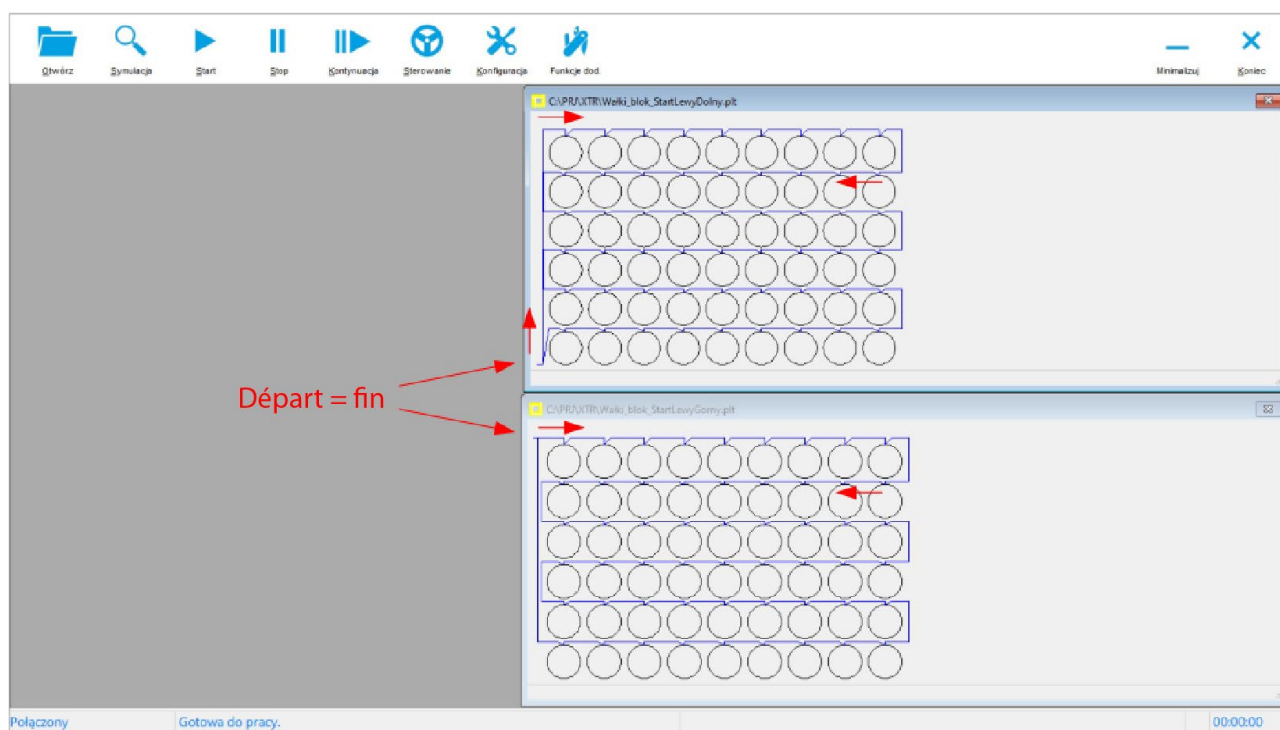 Otwórz Symulacja Start Stop Kontynuacja Sterowanie Konfiguracja Funkcje dod. Minimalizuj Koniec
C:\PRJ\XTR\Wałki_blok_StartLewyDolny.plt
Départ = fin
C:\PRJ\XTR\Wałki_blok_StartLewyGorny.plt
Połączony Gotowa do pracy. 00:00:00